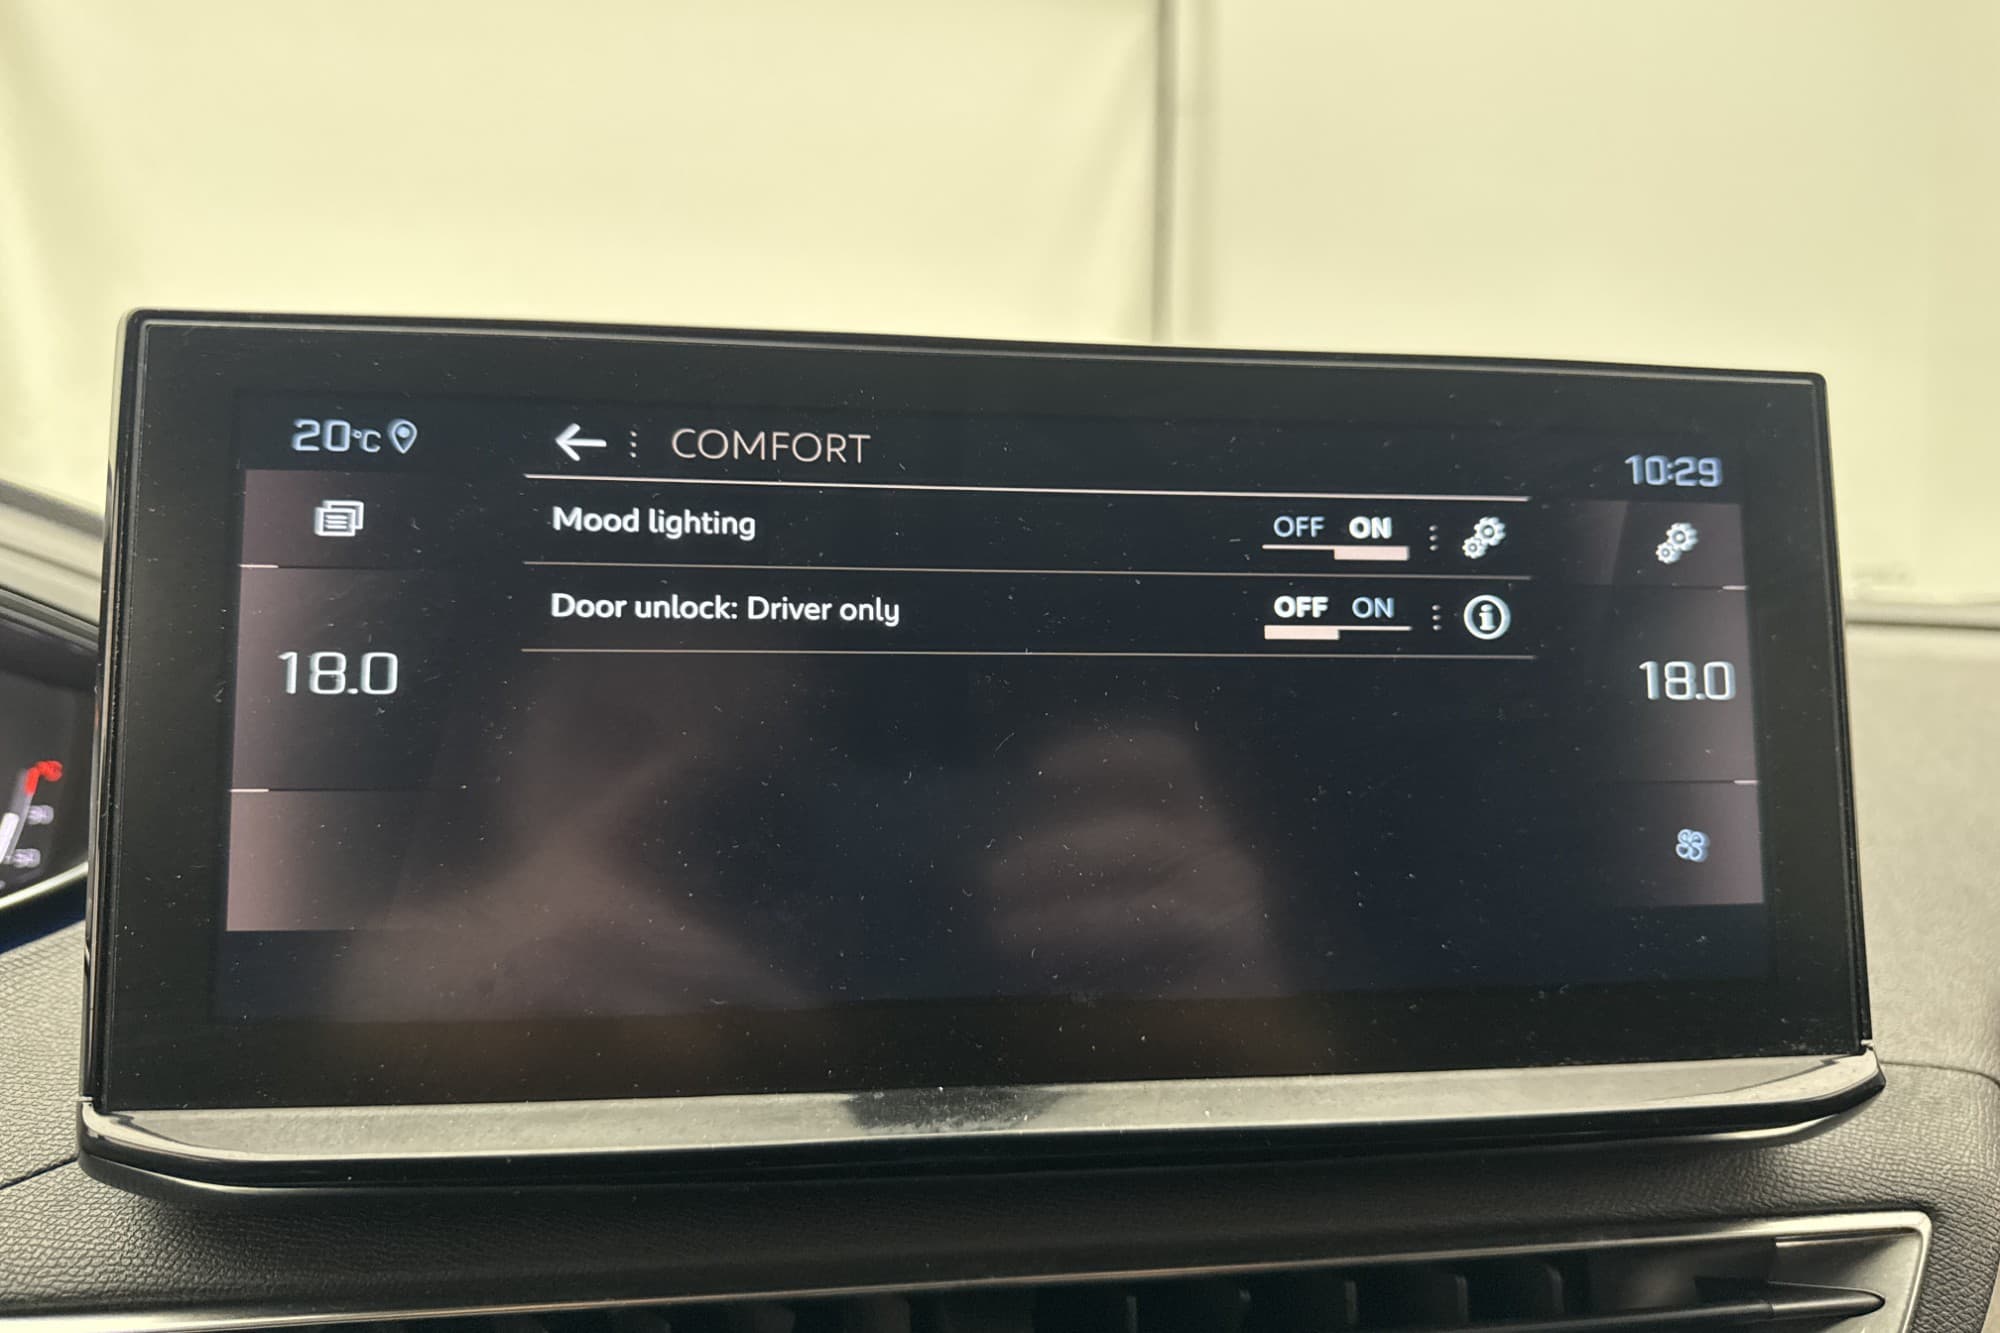 20°C
COMFORT
10:29
Mood lighting OFF ON
Door unlock: Driver only OFF ON
18.0
18.0